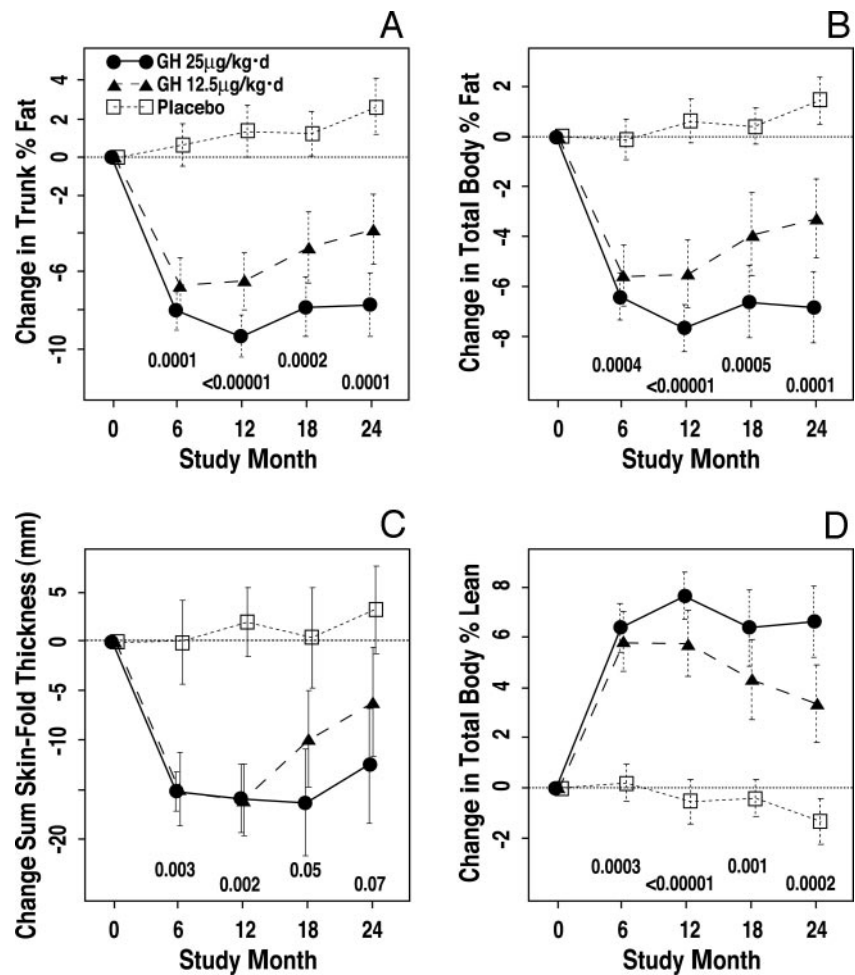 A
GH 25µg/kg·d
GH 12.5µg/kg·d
Placebo
Change in Trunk % Fat
4
2
0
-2
-6
-10
0.0001
<0.00001
0.0002
0.0001
0 6 12 18 24
Study Month
B
Change in Total Body % Fat
2
0
-2
-4
-6
-8
0.0004
<0.00001
0.0005
0.0001
0 6 12 18 24
Study Month
C
Change Sum Skin-Fold Thickness (mm)
5
0
-5
-10
-20
0.003
0.002
0.05
0.07
0 6 12 18 24
Study Month
D
Change in Total Body % Lean
8
6
4
2
0
-2
0.0003
<0.00001
0.001
0.0002
0 6 12 18 24
Study Month